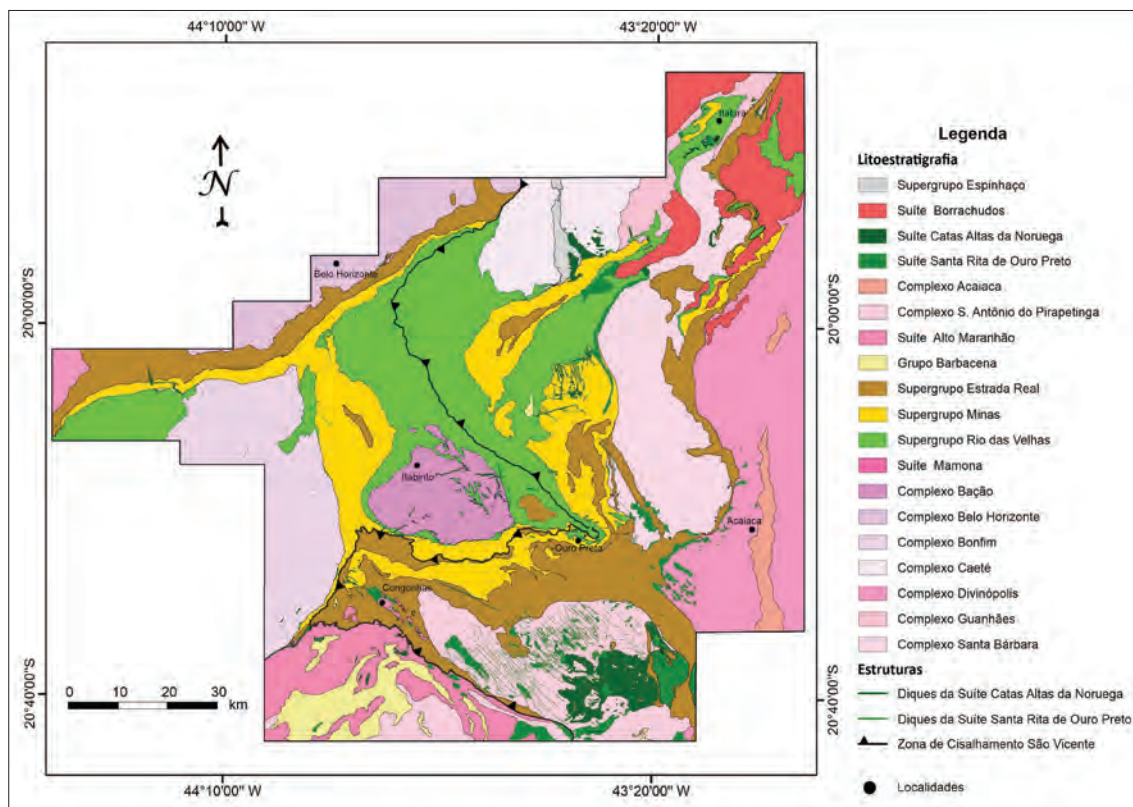 44°10'00" W
43°20'00" W
N
Itabira
Belo Horizonte
20°00'00"S
20°00'00"S
Itabirito
Acaiaca
Ouro Preto
Congonhas
0 10 20 30
km
20°40'00"S
20°40'00"S
44°10'00" W
43°20'00" W
Legenda
Litoestratigrafia
Supergrupo Espinhaço
Suíte Borrachudos
Suíte Catas Altas da Noruega
Suíte Santa Rita de Ouro Preto
Complexo Acaiaca
Complexo S. Antônio do Pirapetinga
Suíte Alto Maranhão
Grupo Barbacena
Supergrupo Estrada Real
Supergrupo Minas
Supergrupo Rio das Velhas
Suíte Mamona
Complexo Bação
Complexo Belo Horizonte
Complexo Bonfim
Complexo Caeté
Complexo Divinópolis
Complexo Guanhães
Complexo Santa Bárbara
Estruturas
Diques da Suíte Catas Altas da Noruega
Diques da Suíte Santa Rita de Ouro Preto
Zona de Cisalhamento São Vicente
Localidades